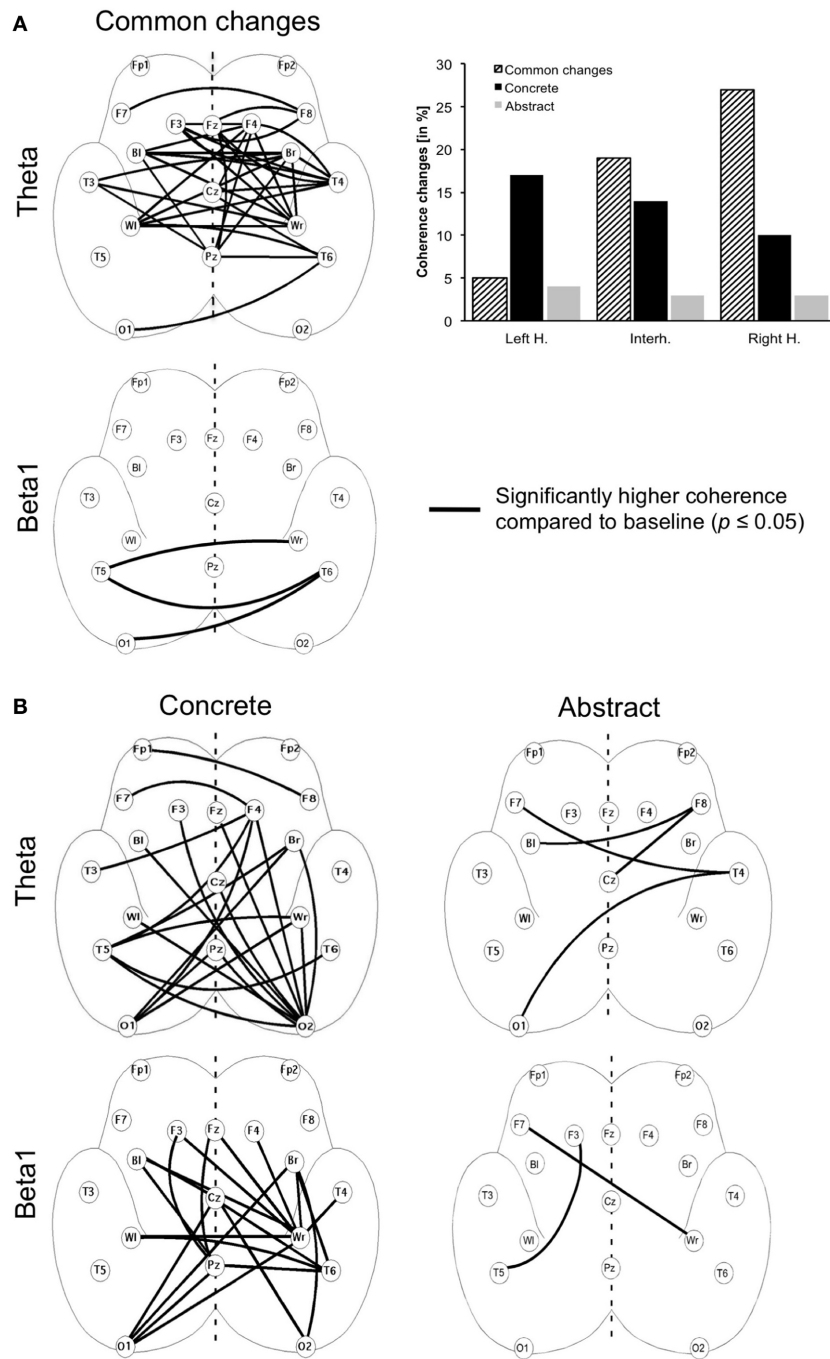 A
Common changes
Theta
Fp1 Fp2
F7 F8
F3 Fz F4
Bl Br
T3 Cz T4
Wl Wr
T5 Pz T6
O1 O2
Coherence changes [in %]
30
25
20
15
10
5
0
Common changes
Concrete
Abstract
Left H. Interh. Right H.
Beta1
Fp1 Fp2
F7 F8
F3 Fz F4
Bl Br
T3 Cz T4
Wl Wr
T5 Pz T6
O1 O2
Significantly higher coherence
compared to baseline (p ≤ 0.05)
B
Concrete
Theta
Fp1 Fp2
F7 F8
F3 Fz F4
Bl Br
T3 Cz T4
Wl Wr
T5 Pz T6
O1 O2
Abstract
Fp1 Fp2
F7 F8
F3 Fz F4
Bl Br
T3 Cz T4
Wl Wr
T5 Pz T6
O1 O2
Beta1
Fp1 Fp2
F7 F8
F3 Fz F4
Bl Br
T3 Cz T4
Wl Wr
T5 Pz T6
O1 O2
Fp1 Fp2
F7 F8
F3 Fz F4
Bl Br
T3 Cz T4
Wl Wr
T5 Pz T6
O1 O2